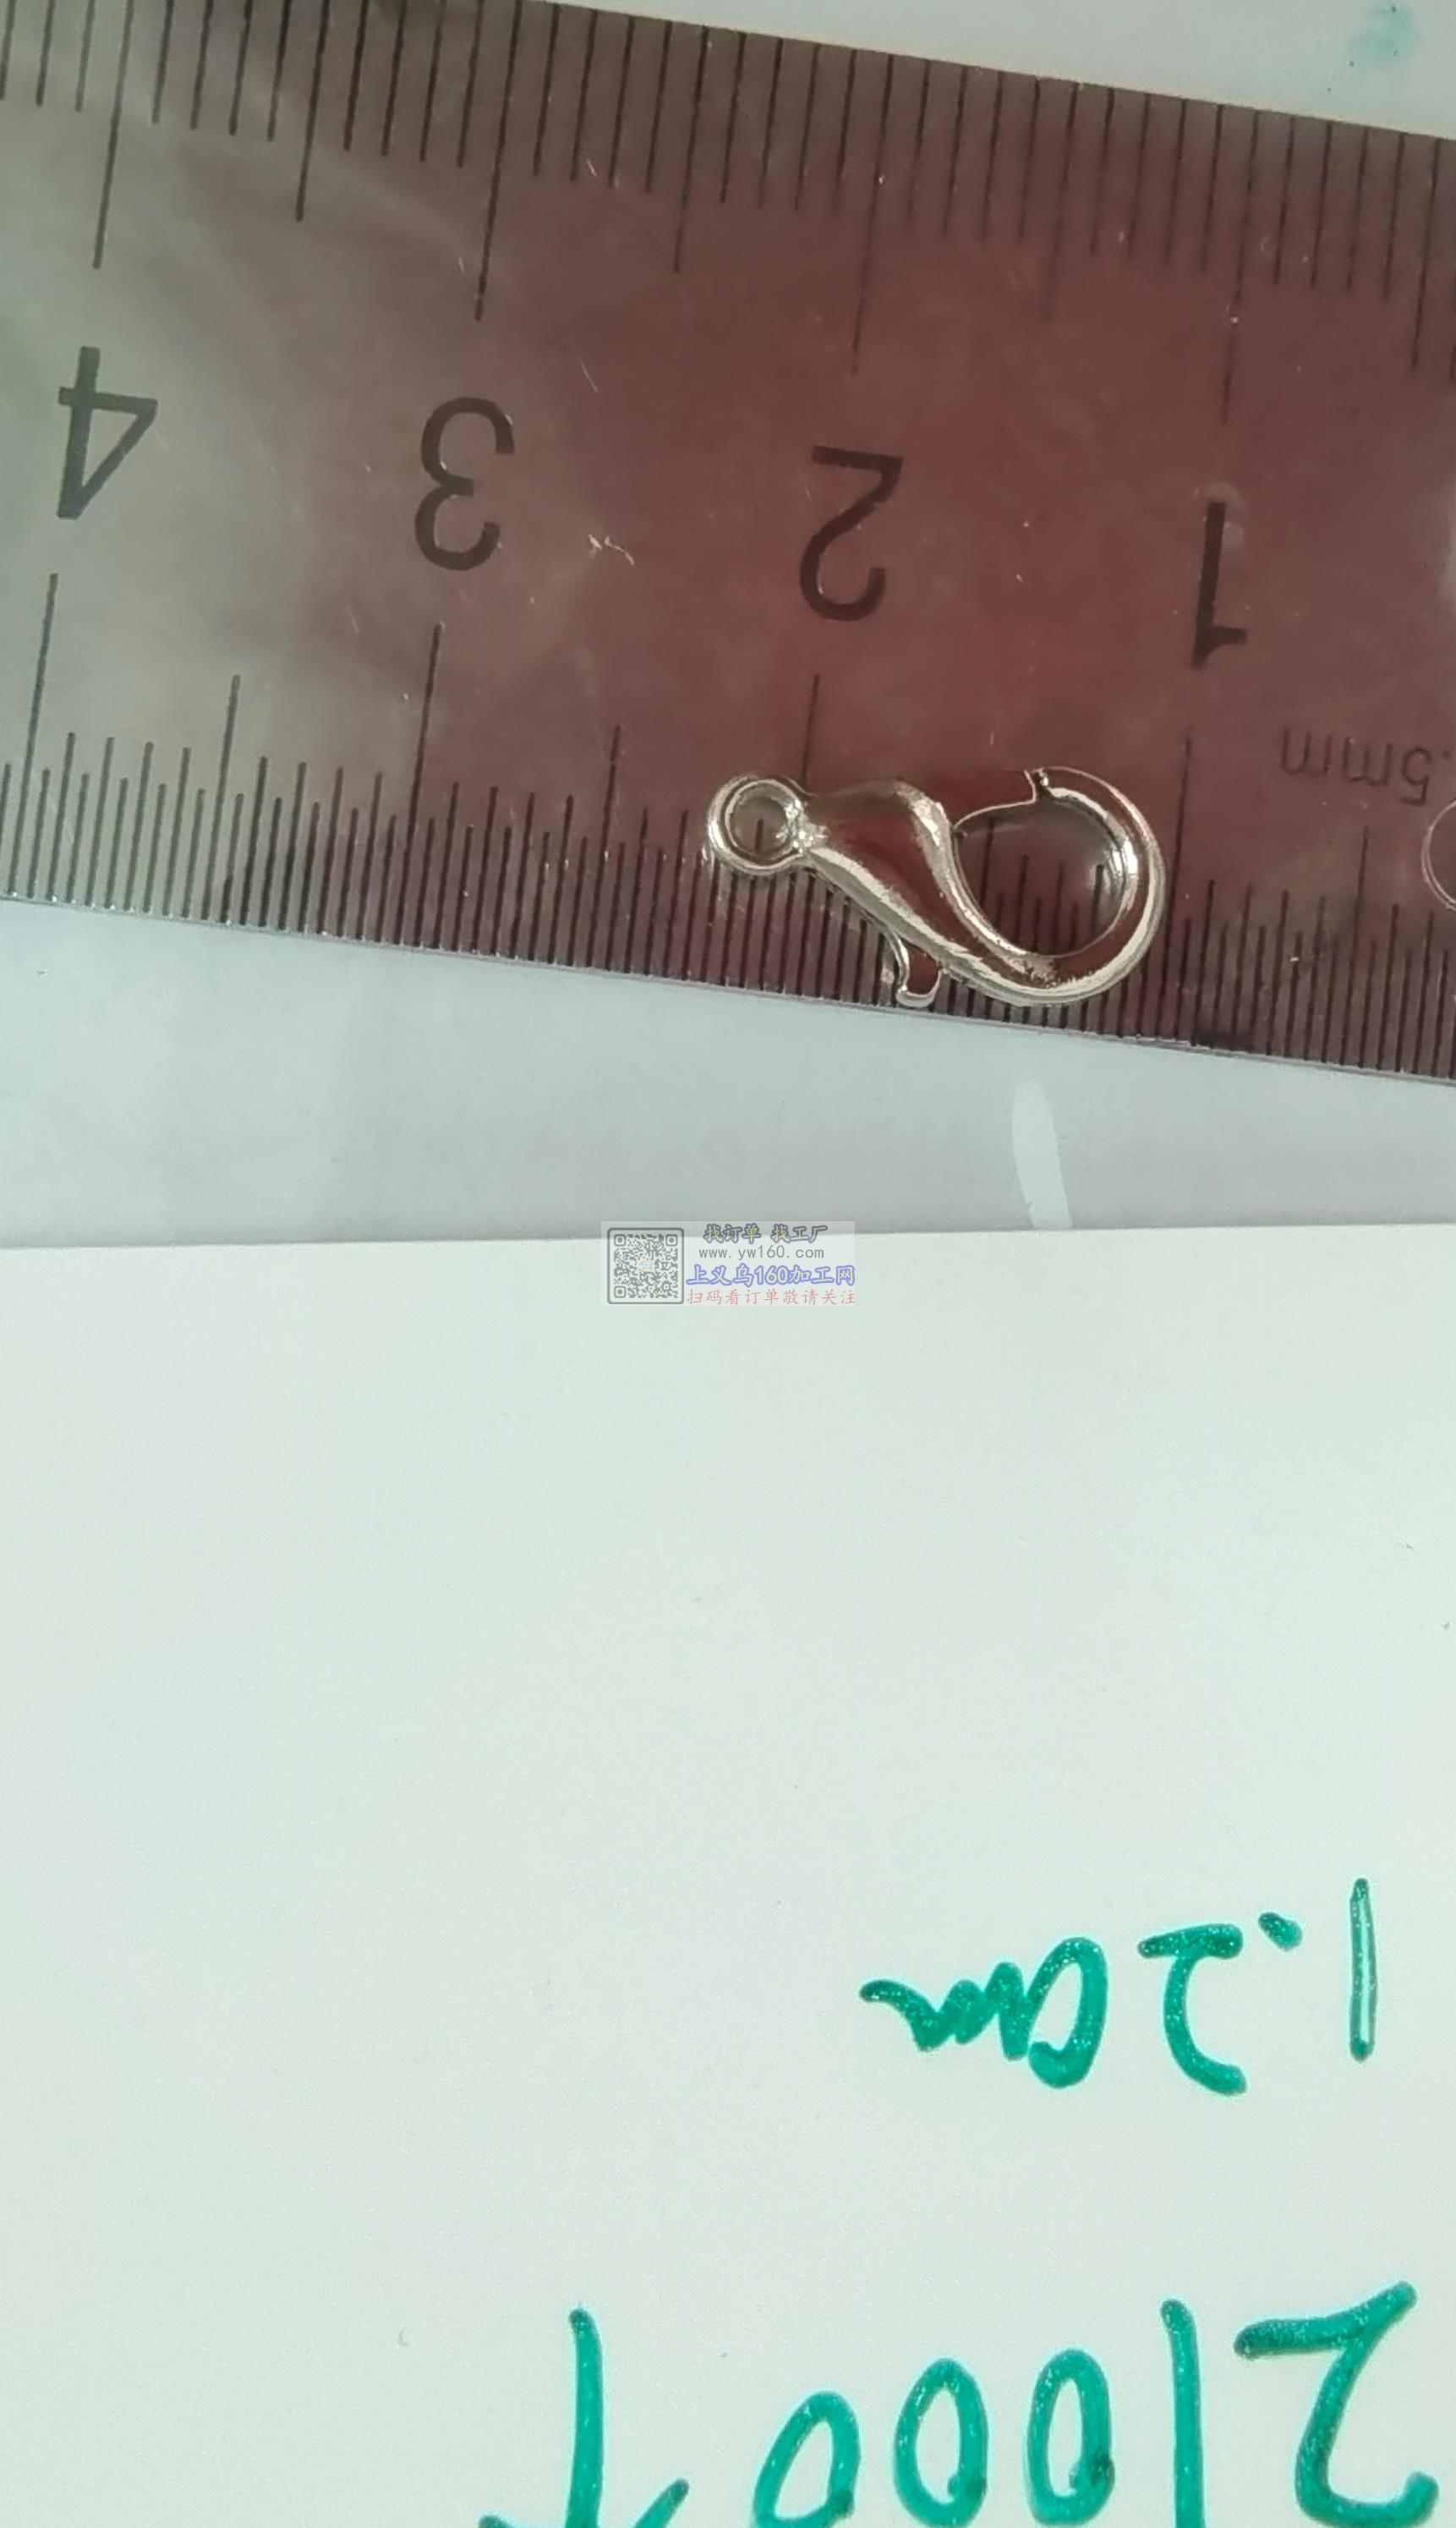 21000个
1.2cm
找订单 找工厂
www.yw160.com
上义乌160加工网
扫码看订单敬请关注
.5mm
1 2 3 4